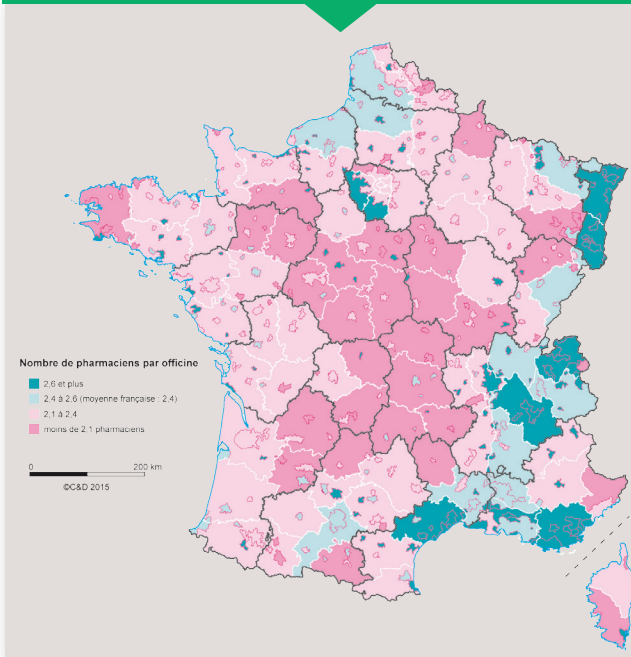 Nombre de pharmaciens par officine
2,6 et plus
2,4 à 2,6 (moyenne française : 2,4)
2,1 à 2,4
moins de 2,1 pharmaciens
0 200 km
©C&D 2015